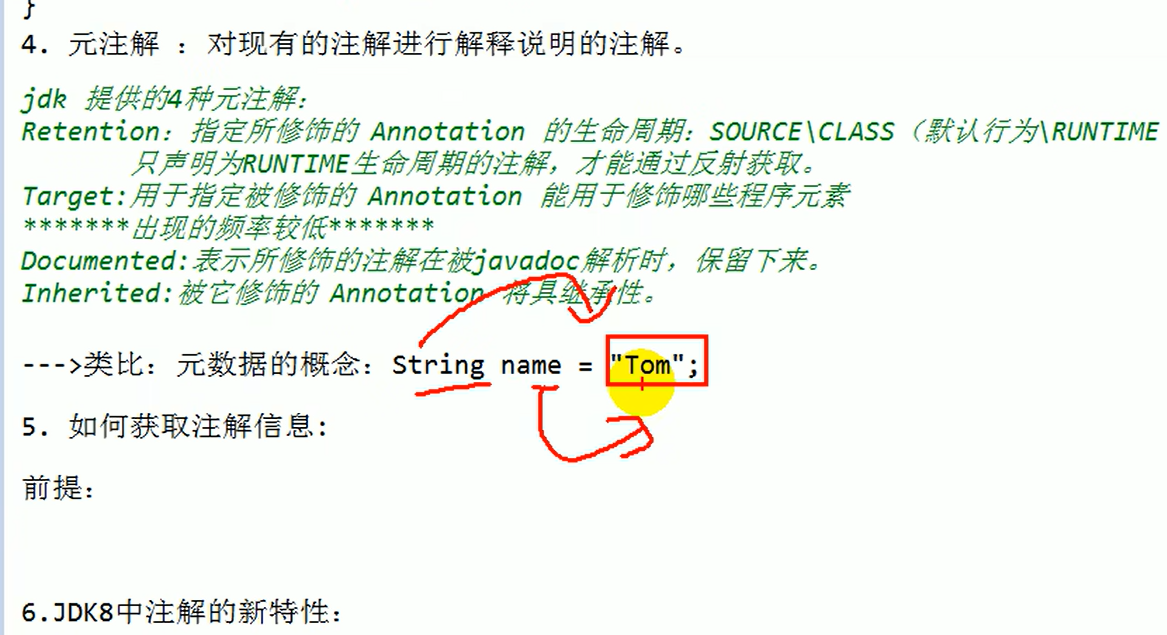 }
4. 元注解 ：对现有的注解进行解释说明的注解。
jdk 提供的4种元注解：
Retention：指定所修饰的 Annotation 的生命周期：SOURCE\CLASS（默认行为\RUNTIME
只声明为RUNTIME生命周期的注解，才能通过反射获取。
Target:用于指定被修饰的 Annotation 能用于修饰哪些程序元素
*******出现的频率较低*******
Documented:表示所修饰的注解在被javadoc解析时，保留下来。
Inherited:被它修饰的 Annotation 将具继承性。
--->类比：元数据的概念：String name = "Tom";
5. 如何获取注解信息:
前提：
6.JDK8中注解的新特性：